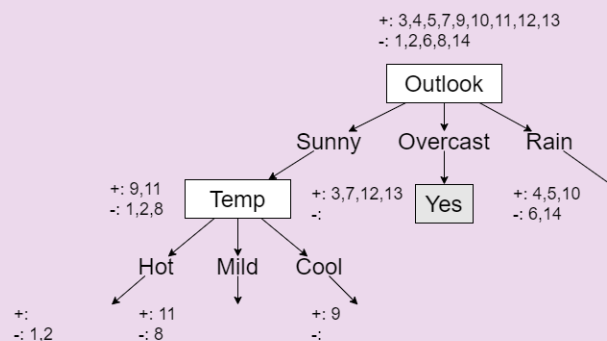 +: 3,4,5,7,9,10,11,12,13
-: 1,2,6,8,14
Outlook
Sunny Overcast Rain
+: 9,11
-: 1,2,8
Temp
+: 3,7,12,13
-:
Yes
+: 4,5,10
-: 6,14
Hot Mild Cool
+:
-: 1,2
+: 11
-: 8
+: 9
-: